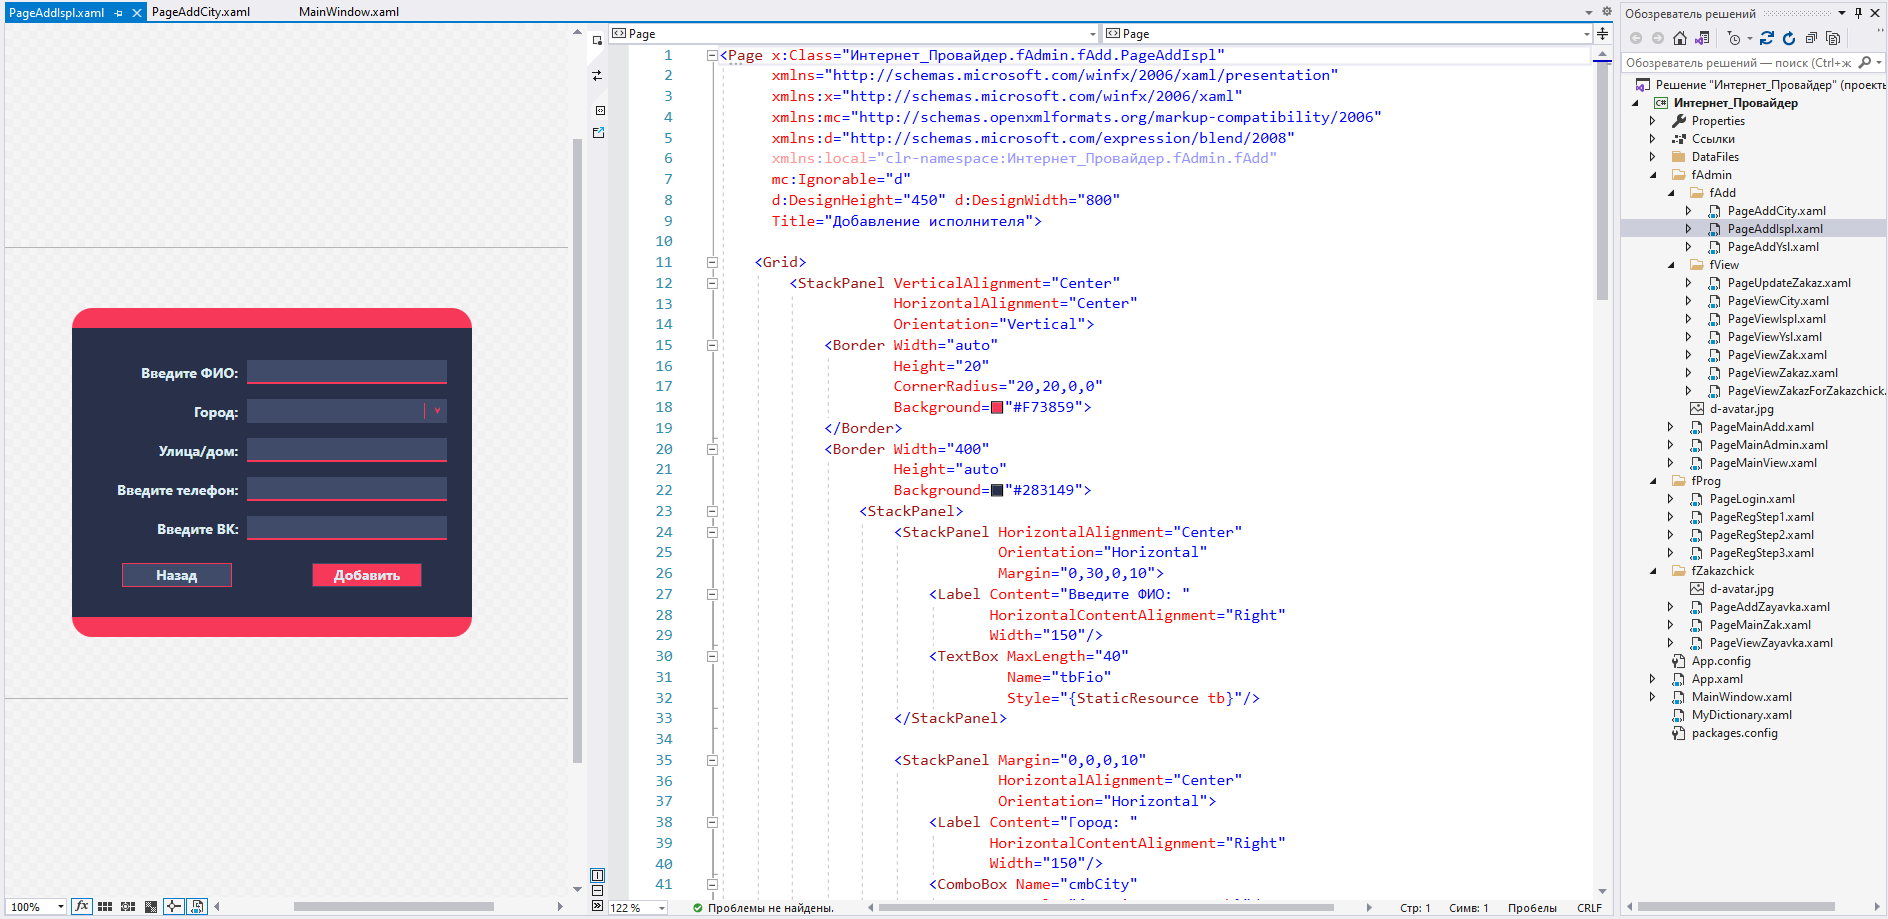 PageAddIspl.xaml
PageAddCity.xaml
MainWindow.xaml
Введите ФИО:
Город:
Улица/дом:
Введите телефон:
Введите ВК:
Назад
Добавить
100%
fx
Page
Page
1 <Page x:Class="Интернет_Провайдер.fAdmin.fAdd.PageAddIspl"
2 xmlns="http://schemas.microsoft.com/winfx/2006/xaml/presentation"
3 xmlns:x="http://schemas.microsoft.com/winfx/2006/xaml"
4 xmlns:mc="http://schemas.openxmlformats.org/markup-compatibility/2006"
5 xmlns:d="http://schemas.microsoft.com/expression/blend/2008"
6 xmlns:local="clr-namespace:Интернет_Провайдер.fAdmin.fAdd"
7 mc:Ignorable="d"
8 d:DesignHeight="450" d:DesignWidth="800"
9 Title="Добавление исполнителя">
10
11 <Grid>
12 <StackPanel VerticalAlignment="Center"
13 HorizontalAlignment="Center"
14 Orientation="Vertical">
15 <Border Width="auto"
16 Height="20"
17 CornerRadius="20,20,0,0"
18 Background="#F73859">
19 </Border>
20 <Border Width="400"
21 Height="auto"
22 Background="#283149">
23 <StackPanel>
24 <StackPanel HorizontalAlignment="Center"
25 Orientation="Horizontal"
26 Margin="0,30,0,10">
27 <Label Content="Введите ФИО: "
28 HorizontalContentAlignment="Right"
29 Width="150"/>
30 <TextBox MaxLength="40"
31 Name="tbFio"
32 Style="{StaticResource tb}"/>
33 </StackPanel>
34
35 <StackPanel Margin="0,0,0,10"
36 HorizontalAlignment="Center"
37 Orientation="Horizontal">
38 <Label Content="Город: "
39 HorizontalContentAlignment="Right"
40 Width="150"/>
41 <ComboBox Name="cmbCity"
122 %
Проблемы не найдены.
Стр: 1
Симв: 1
Пробелы
CRLF
Обозреватель решений
Обозреватель решений — поиск (Ctrl+ж
Решение "Интернет_Провайдер" (проекты
C# Интернет_Провайдер
Properties
Ссылки
DataFiles
fAdmin
fAdd
PageAddCity.xaml
PageAddIspl.xaml
PageAddYsl.xaml
fView
PageUpdateZakaz.xaml
PageViewCity.xaml
PageViewIspl.xaml
PageViewYsl.xaml
PageViewZak.xaml
PageViewZakaz.xaml
PageViewZakazForZakazchick.
d-avatar.jpg
PageMainAdd.xaml
PageMainAdmin.xaml
PageMainView.xaml
fProg
PageLogin.xaml
PageRegStep1.xaml
PageRegStep2.xaml
PageRegStep3.xaml
fZakazchick
d-avatar.jpg
PageAddZayavka.xaml
PageMainZak.xaml
PageViewZayavka.xaml
App.config
App.xaml
MainWindow.xaml
MyDictionary.xaml
packages.config